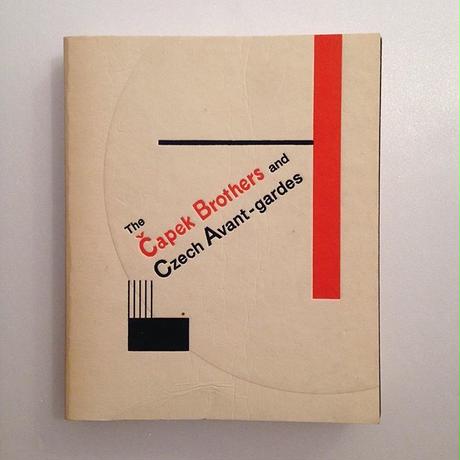 The
Čapek Brothers and
Czech Avant-gardes